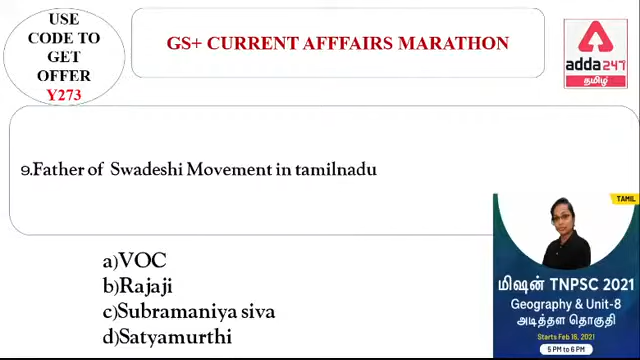 USE
CODE TO
GET
OFFER
Y273
GS+ CURRENT AFFFAIRS MARATHON
adda247
தமிழ்
9.Father of Swadeshi Movement in tamilnadu
a)VOC
b)Rajaji
c)Subramaniya siva
d)Satyamurthi
TAMIL
மிஷன் TNPSC 2021
Geography & Unit-8
அடித்தள தொகுதி
Starts Feb 16, 2021
5 PM to 6 PM